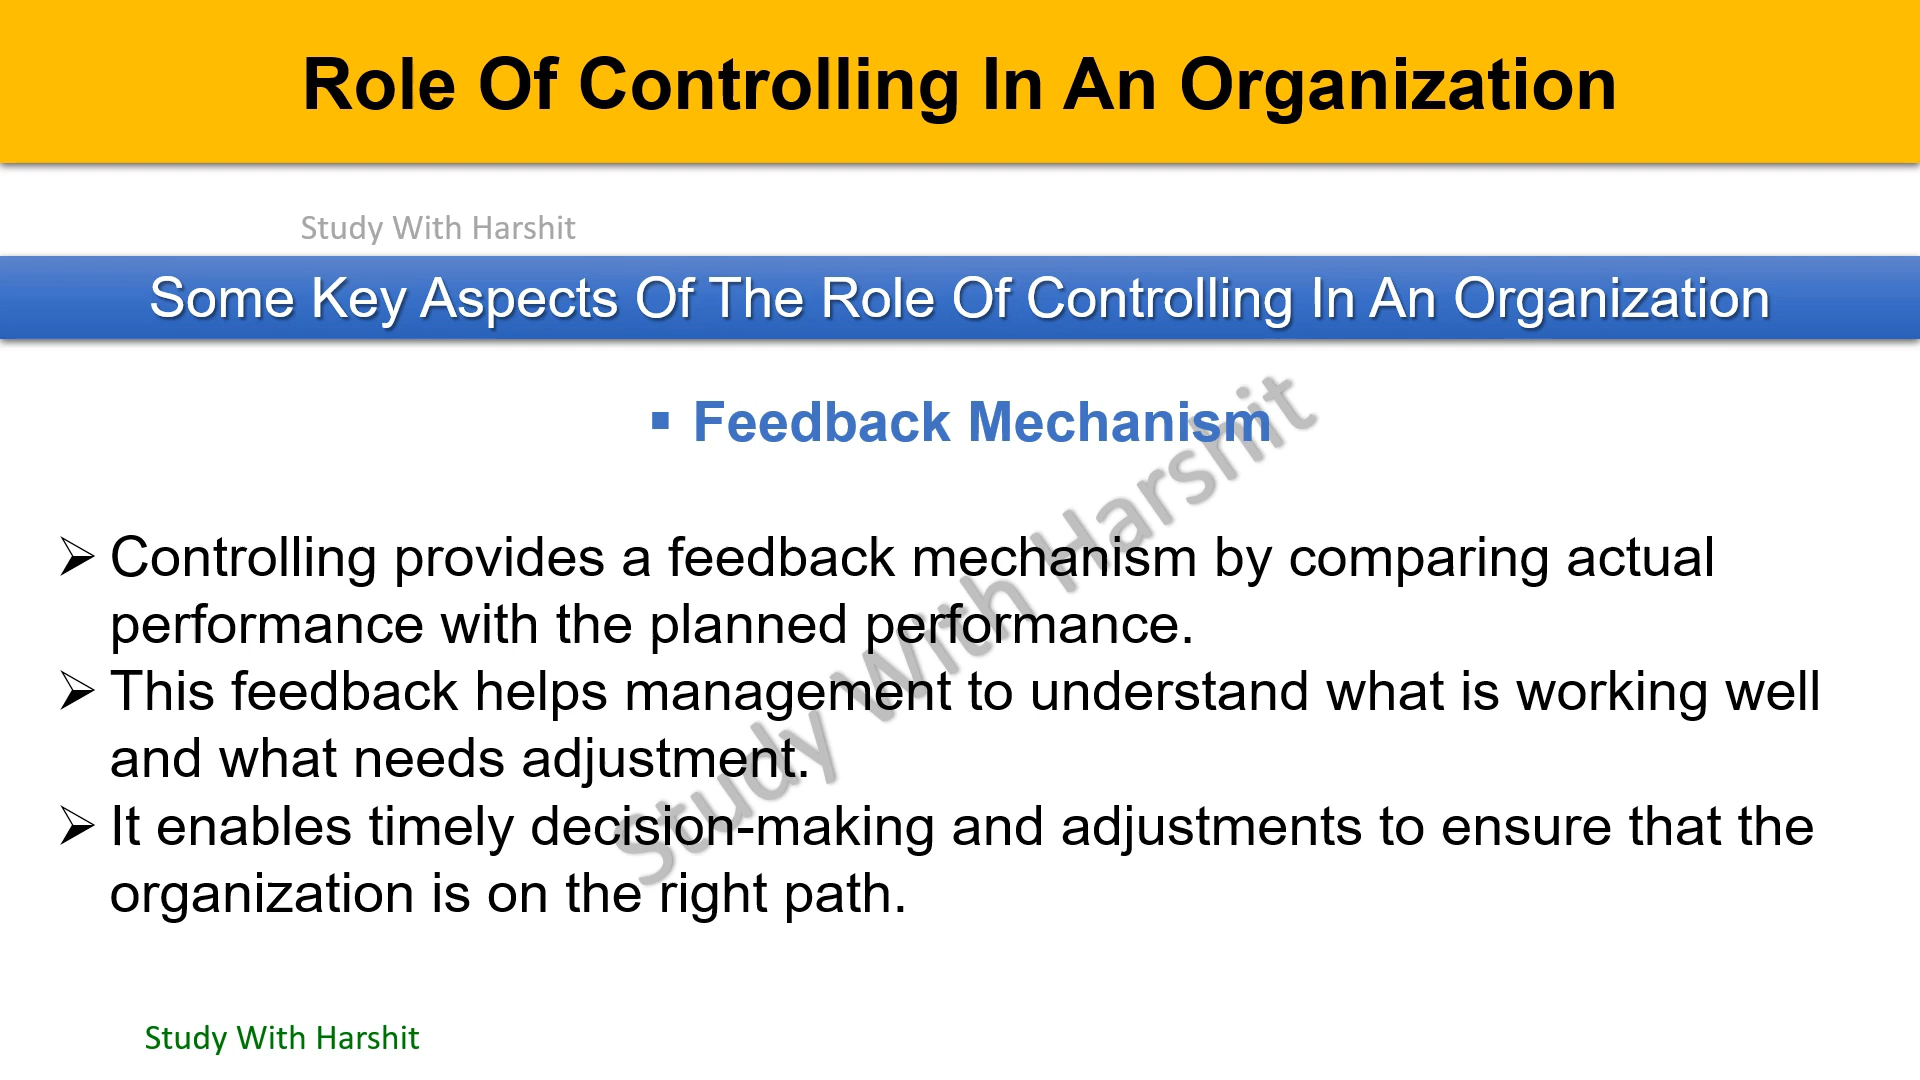 Role Of Controlling In An Organization
Study With Harshit
Some Key Aspects Of The Role Of Controlling In An Organization
▪ Feedback Mechanism
Study With Harshit
➢ Controlling provides a feedback mechanism by comparing actual
performance with the planned performance.
➢ This feedback helps management to understand what is working well
and what needs adjustment.
➢ It enables timely decision-making and adjustments to ensure that the
organization is on the right path.
Study With Harshit